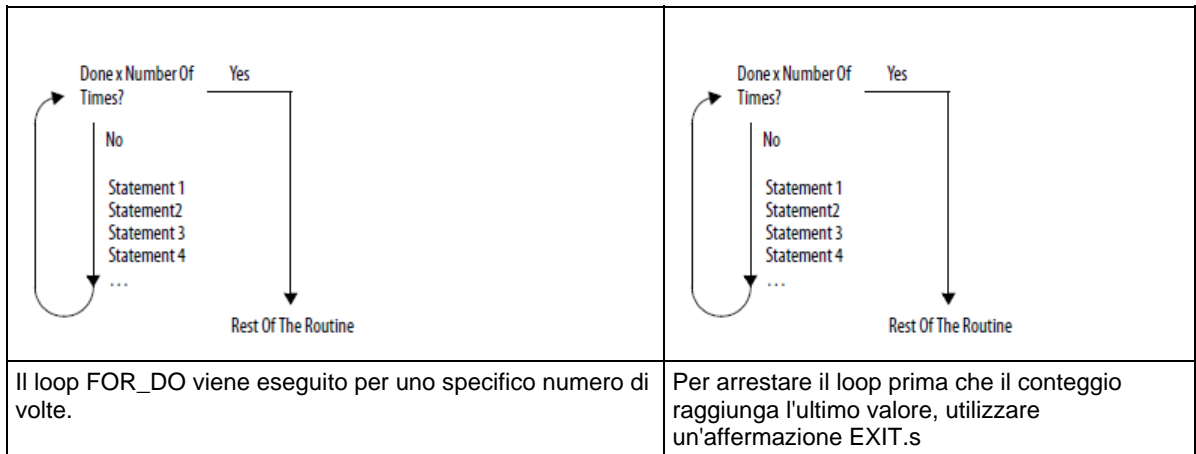 Done x Number Of Yes
Times?
No
Statement 1
Statement2
Statement 3
Statement 4
...
Rest Of The Routine
Done x Number Of Yes
Times?
No
Statement 1
Statement2
Statement 3
Statement 4
...
Rest Of The Routine
Il loop FOR_DO viene eseguito per uno specifico numero di
volte.
Per arrestare il loop prima che il conteggio
raggiunga l'ultimo valore, utilizzare
un'affermazione EXIT.s